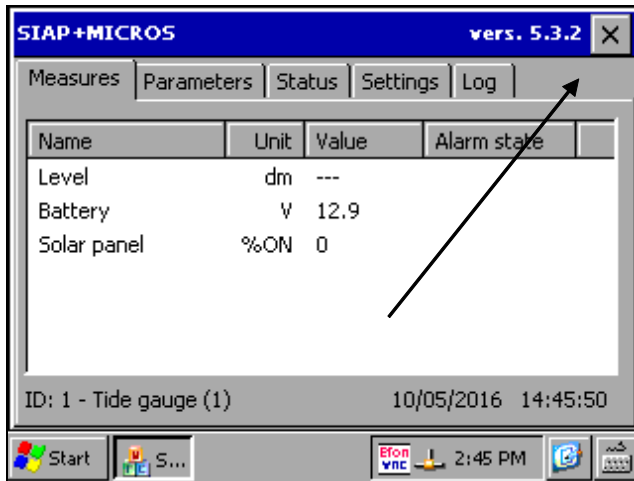 SIAP+MICROS vers. 5.3.2
Measures Parameters Status Settings Log
Name Unit Value Alarm state
Level dm ---
Battery V 12.9
Solar panel %ON 0
ID: 1 - Tide gauge (1) 10/05/2016 14:45:50
Start S... Efon VNC 2:45 PM